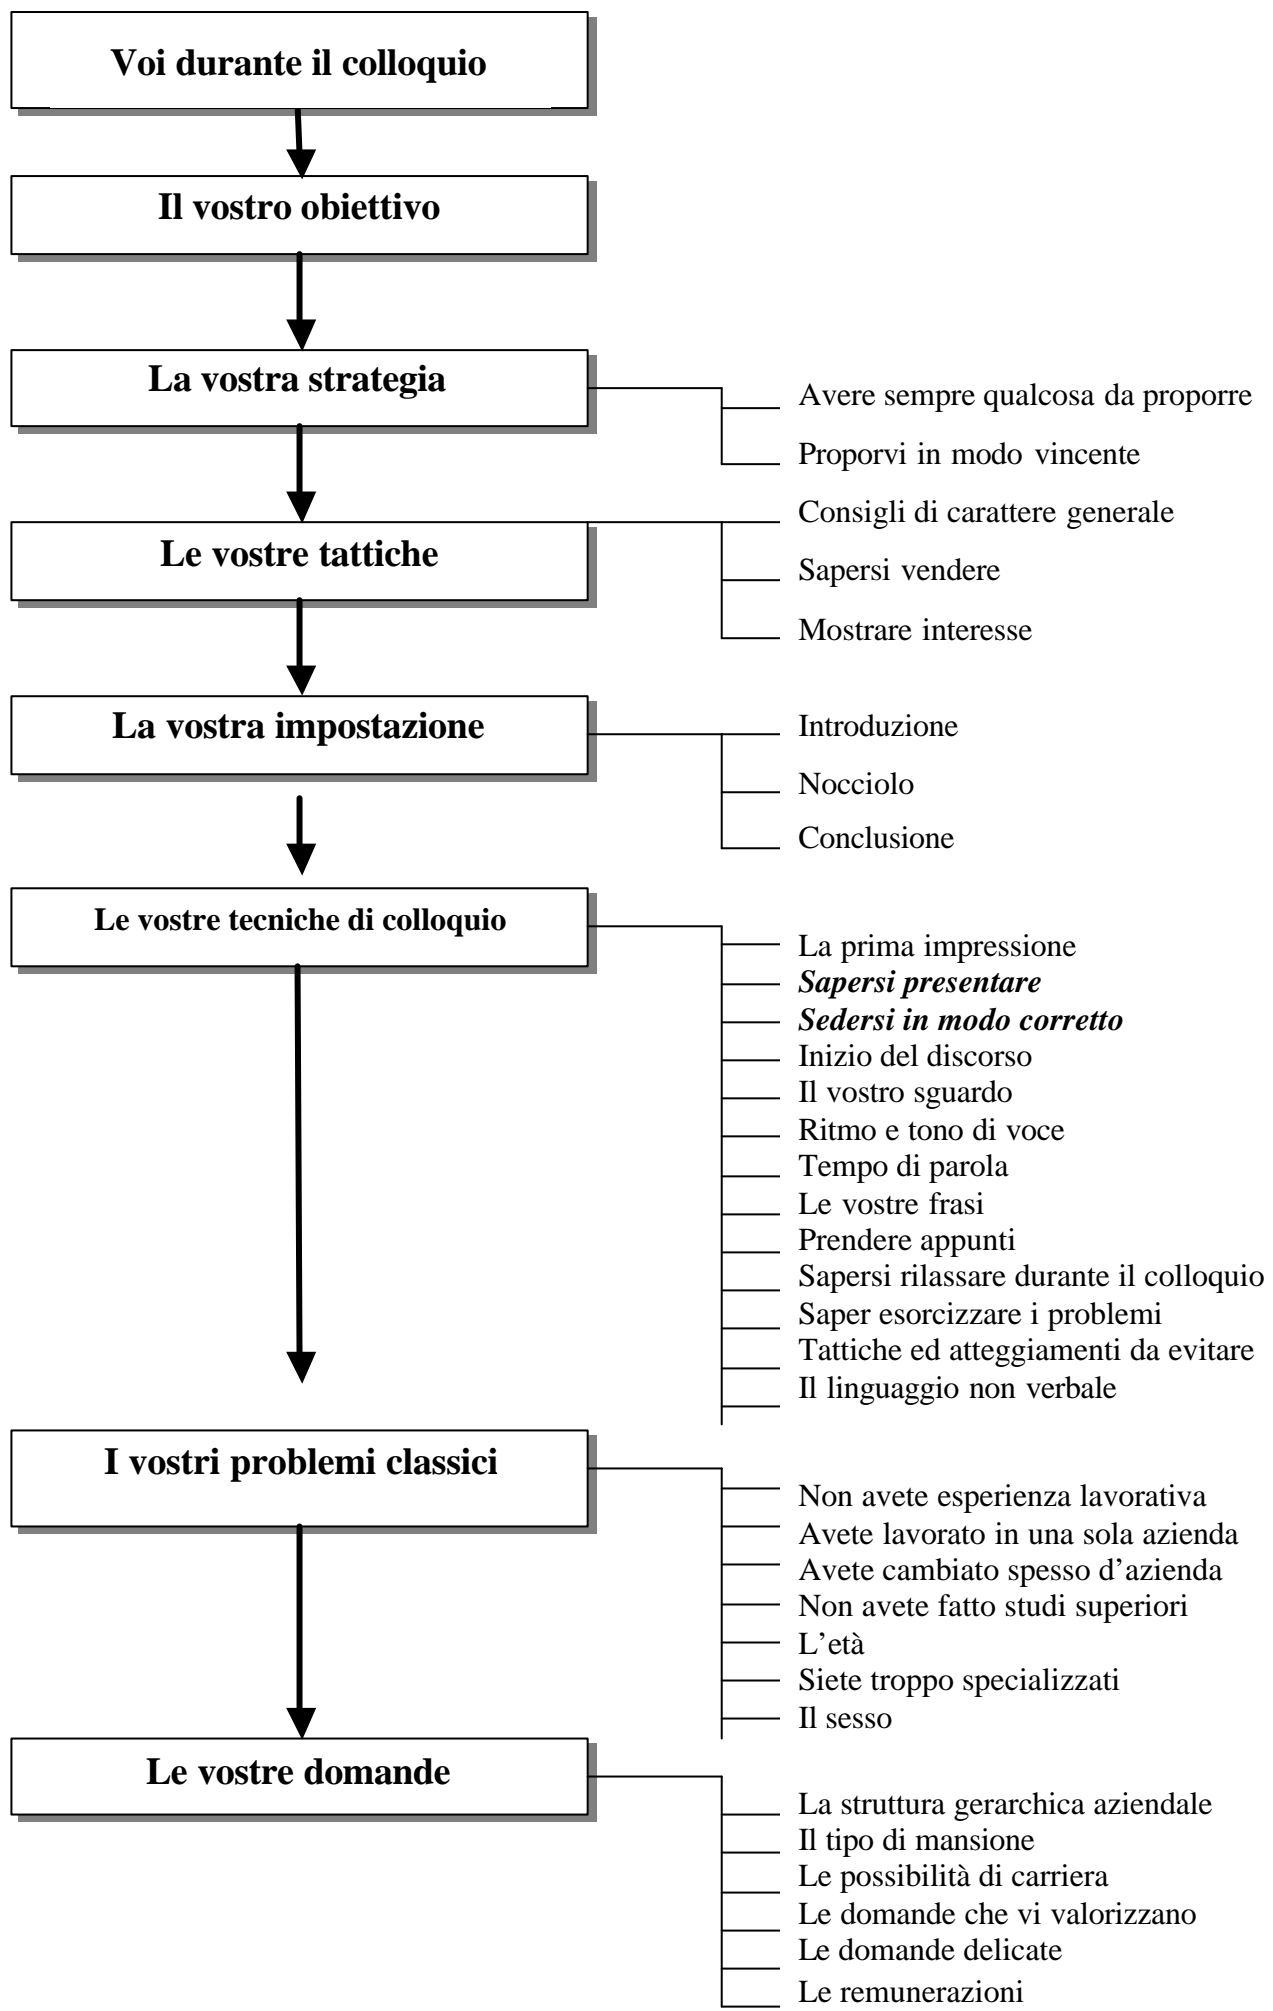 Voi durante il colloquio
Il vostro obiettivo
La vostra strategia
Avere sempre qualcosa da proporre
Proporvi in modo vincente
Le vostre tattiche
Consigli di carattere generale
Sapersi vendere
Mostrare interesse
La vostra impostazione
Introduzione
Nocciolo
Conclusione
Le vostre tecniche di colloquio
La prima impressione
Sapersi presentare
Sedersi in modo corretto
Inizio del discorso
Il vostro sguardo
Ritmo e tono di voce
Tempo di parola
Le vostre frasi
Prendere appunti
Sapersi rilassare durante il colloquio
Saper esorcizzare i problemi
Tattiche ed atteggiamenti da evitare
Il linguaggio non verbale
I vostri problemi classici
Non avete esperienza lavorativa
Avete lavorato in una sola azienda
Avete cambiato spesso d’azienda
Non avete fatto studi superiori
L’età
Siete troppo specializzati
Il sesso
Le vostre domande
La struttura gerarchica aziendale
Il tipo di mansione
Le possibilità di carriera
Le domande che vi valorizzano
Le domande delicate
Le remunerazioni